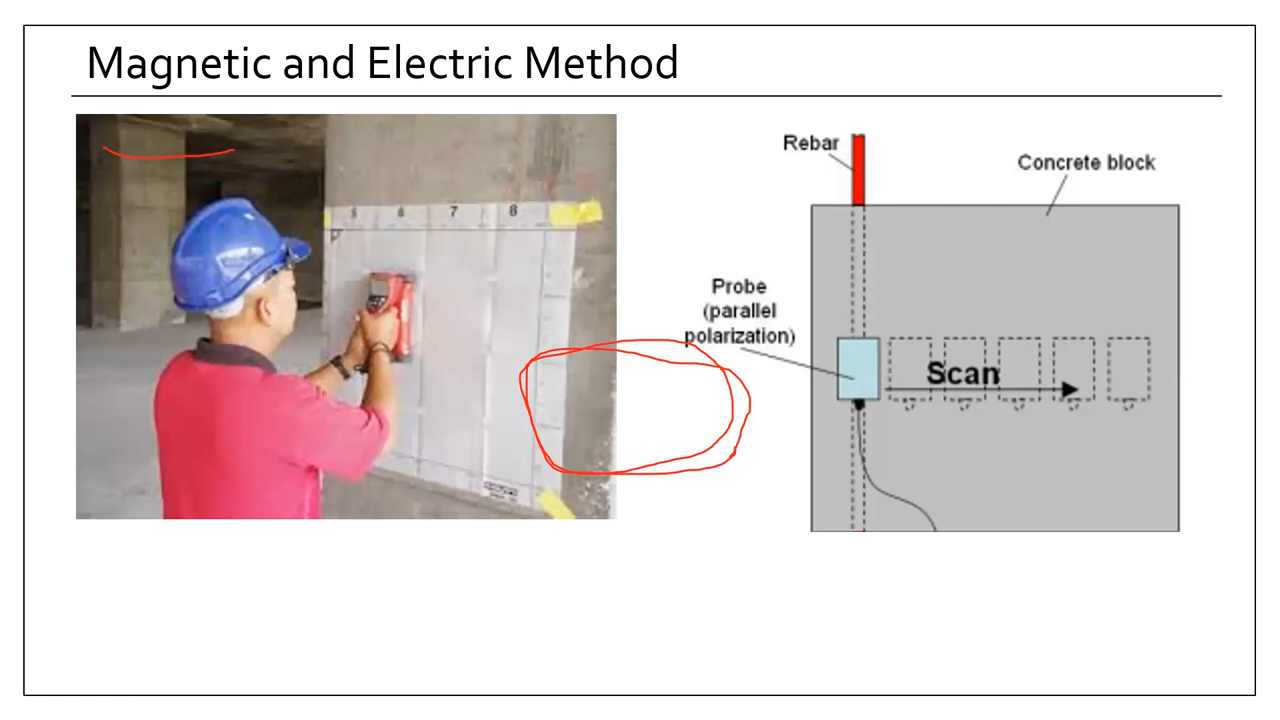 Magnetic and Electric Method
5 6 7 8
Rebar
Concrete block
Probe
(parallel
polarization)
Scan